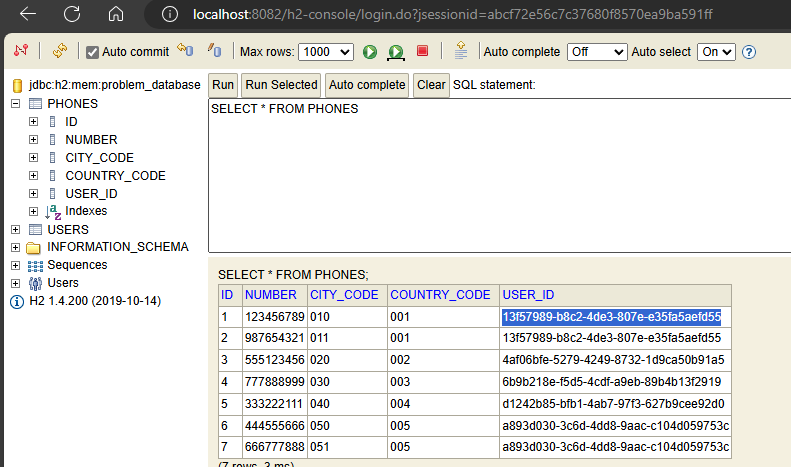 localhost:8082/h2-console/login.do?jsessionid=abcf72e56c7c37680f8570ea9ba591ff
Auto commit Max rows: 1000 Auto complete Off Auto select On
jdbc:h2:mem:problem_database
PHONES
ID
NUMBER
CITY_CODE
COUNTRY_CODE
USER_ID
Indexes
USERS
INFORMATION_SCHEMA
Sequences
Users
H2 1.4.200 (2019-10-14)
Run Run Selected Auto complete Clear SQL statement:
SELECT * FROM PHONES
SELECT * FROM PHONES;
ID NUMBER CITY_CODE COUNTRY_CODE USER_ID
1 123456789 010 001 13f57989-b8c2-4de3-807e-e35fa5aefd55
2 987654321 011 001 13f57989-b8c2-4de3-807e-e35fa5aefd55
3 555123456 020 002 4af06bfe-5279-4249-8732-1d9ca50b91a5
4 777888999 030 003 6b9b218e-f5d5-4cdf-a9eb-89b4b13f2919
5 333222111 040 004 d1242b85-bfb1-4ab7-97f3-627b9cee92d0
6 444555666 050 005 a893d030-3c6d-4dd8-9aac-c104d059753c
7 666777888 051 005 a893d030-3c6d-4dd8-9aac-c104d059753c
(7 rows, 3 ms)